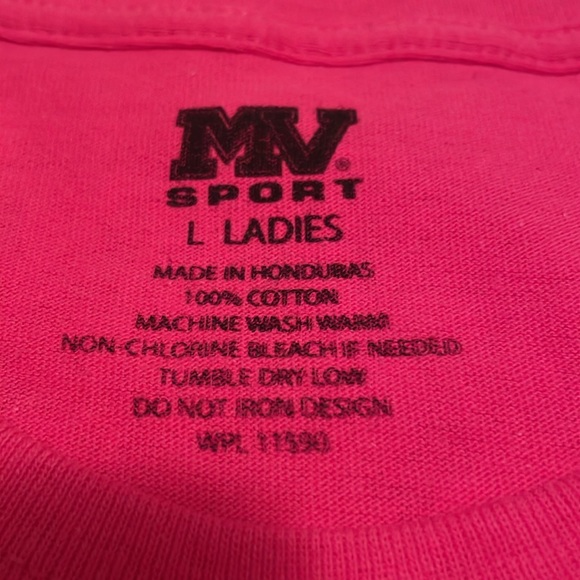 MV®
SPORT
L LADIES
MADE IN HONDURAS
100% COTTON
MACHINE WASH WARM
NON-CHLORINE BLEACH IF NEEDED
TUMBLE DRY LOW
DO NOT IRON DESIGN
WPL 11590